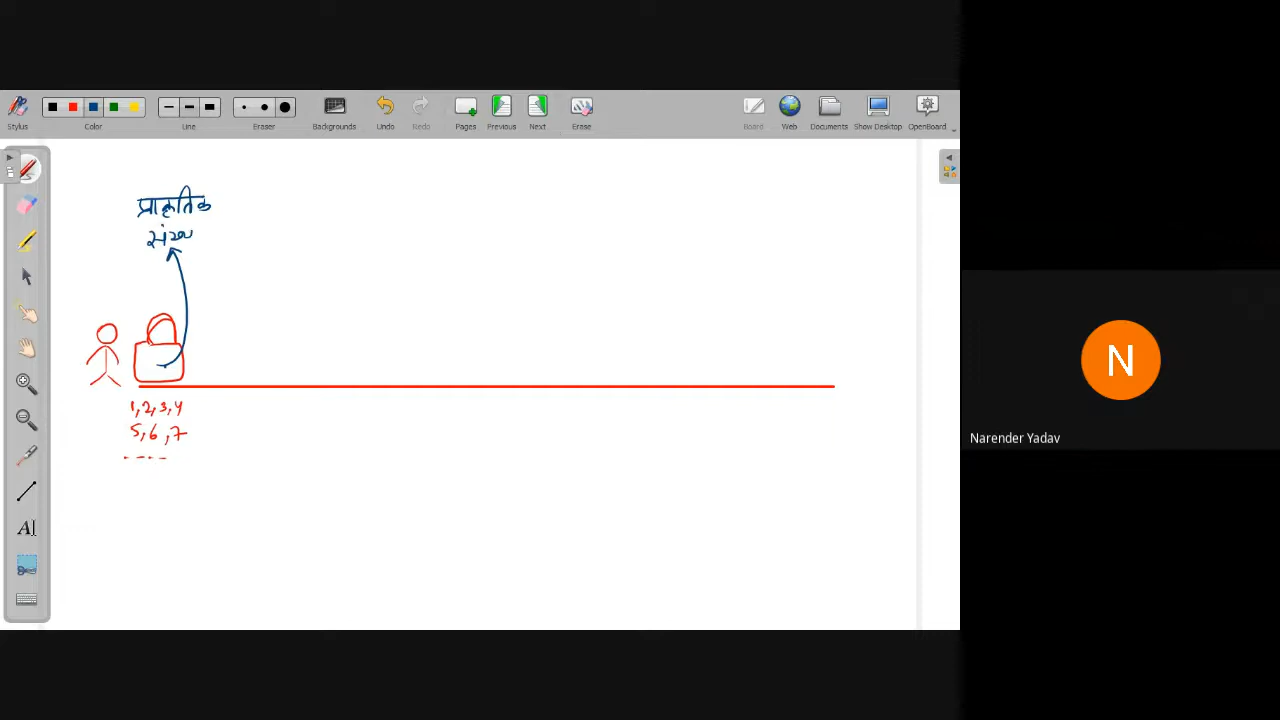 Stylus
Color
Line
Eraser
Backgrounds
Undo
Redo
Pages
Previous
Next
Erase
Board
Web
Documents
Show Desktop
OpenBoard
प्राकृतिक
1,2,3,4
5,6,7
----
A
N
Narender Yadav